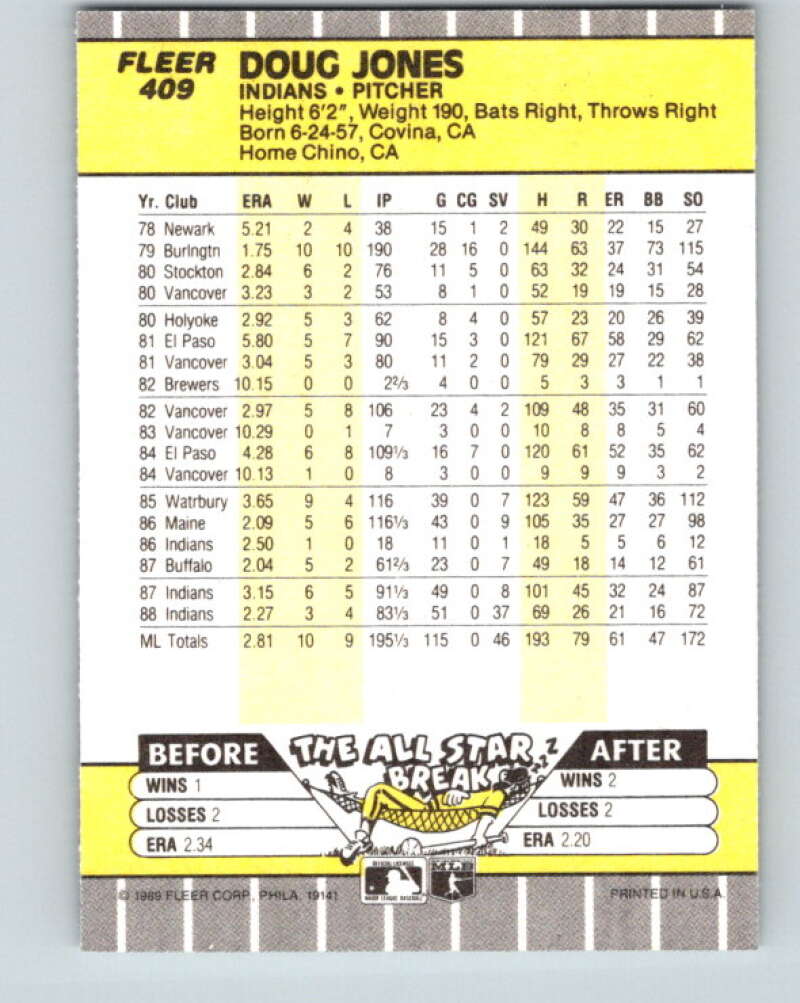 FLEER
409
DOUG JONES
INDIANS • PITCHER
Height 6'2", Weight 190, Bats Right, Throws Right
Born 6-24-57, Covina, CA
Home Chino, CA
Yr. Club ERA W L IP G CG SV H R ER BB SO
78 Newark 5.21 2 4 38 15 1 2 49 30 22 15 27
79 Burlngtn 1.75 10 10 190 28 16 0 144 63 37 73 115
80 Stockton 2.84 6 2 76 11 5 0 63 32 24 31 54
80 Vancover 3.23 3 2 53 8 1 0 52 19 19 15 28
80 Holyoke 2.92 5 3 62 8 4 0 57 23 20 26 39
81 El Paso 5.80 5 7 90 15 3 0 121 67 58 29 62
81 Vancover 3.04 5 3 80 11 2 0 79 29 27 22 38
82 Brewers 10.15 0 0 2⅔ 4 0 0 5 3 3 1 1
82 Vancover 2.97 5 8 106 23 4 2 109 48 35 31 60
83 Vancover 10.29 0 1 7 3 0 0 10 8 8 5 4
84 El Paso 4.28 6 8 109⅓ 16 7 0 120 61 52 35 62
84 Vancover 10.13 1 0 8 3 0 0 9 9 9 3 2
85 Watrbury 3.65 9 4 116 39 0 7 123 59 47 36 112
86 Maine 2.09 5 6 116⅓ 43 0 9 105 35 27 27 98
86 Indians 2.50 1 0 18 11 0 1 18 5 5 6 12
87 Buffalo 2.04 5 2 61⅔ 23 0 7 49 18 14 12 61
87 Indians 3.15 6 5 91⅓ 49 0 8 101 45 32 24 87
88 Indians 2.27 3 4 83⅓ 51 0 37 69 26 21 16 72
ML Totals 2.81 10 9 195⅓ 115 0 46 193 79 61 47 172
BEFORE THE ALL STAR BREAK ZZZ AFTER
WINS 1 WINS 2
LOSSES 2 LOSSES 2
ERA 2.34 ERA 2.20
OFFICIAL LICENSEE
MAJOR LEAGUE BASEBALL
MLB
© 1989 FLEER CORP., PHILA. 19141 PRINTED IN U.S.A.